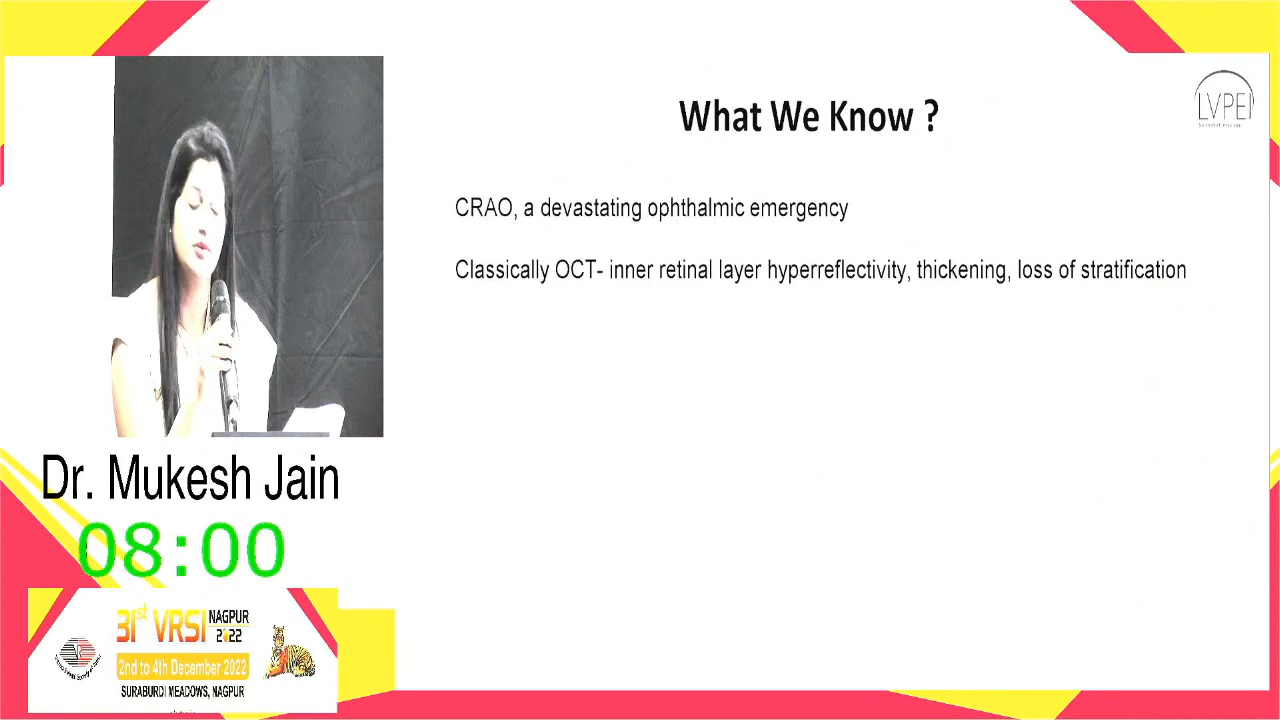 What We Know ?
LVPEI
CRAO, a devastating ophthalmic emergency
Classically OCT- inner retinal layer hyperreflectivity, thickening, loss of stratification
Dr. Mukesh Jain
08:00
31st VRSI NAGPUR 2022
2nd to 4th December 2022
SURABURDI MEADOWS, NAGPUR